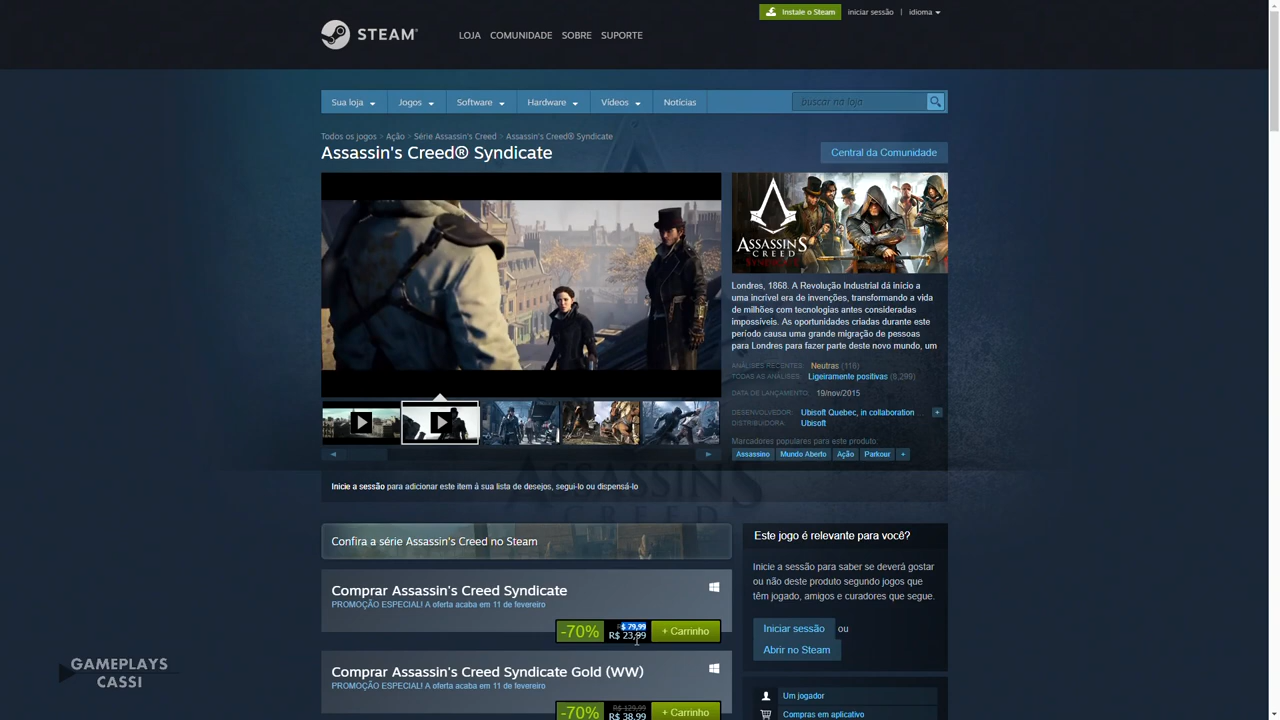 Instale o Steam
iniciar sessão | idioma
STEAM®
LOJA COMUNIDADE SOBRE SUPORTE
Sua loja Jogos Software Hardware Vídeos Notícias
buscar na loja
Todos os jogos > Ação > Série Assassin's Creed > Assassin's Creed® Syndicate
Assassin's Creed® Syndicate
Central da Comunidade
ASSASSIN'S
CREED
SYNDICATE
Londres, 1868. A Revolução Industrial dá início a
uma incrível era de invenções, transformando a vida
de milhões com tecnologias antes consideradas
impossíveis. As oportunidades criadas durante este
período causa uma grande migração de pessoas
para Londres para fazer parte deste novo mundo, um
ANÁLISES RECENTES: Neutras (116)
TODAS AS ANÁLISES: Ligeiramente positivas (8,299)
DATA DE LANÇAMENTO: 19/nov/2015
DESENVOLVEDOR: Ubisoft Quebec, in collaboration +
DISTRIBUIDORA: Ubisoft
Marcadores populares para este produto:
Assassino Mundo Aberto Ação Parkour +
Inicie a sessão para adicionar este item à sua lista de desejos, segui-lo ou dispensá-lo
Confira a série Assassin's Creed no Steam
Comprar Assassin's Creed Syndicate
PROMOÇÃO ESPECIAL! A oferta acaba em 11 de fevereiro
-70% R$ 79,99
R$ 23,99
+ Carrinho
Comprar Assassin's Creed Syndicate Gold (WW)
PROMOÇÃO ESPECIAL! A oferta acaba em 11 de fevereiro
-70% R$ 129,99
R$ 38,99
+ Carrinho
Este jogo é relevante para você?
Inicie a sessão para saber se deverá gostar
ou não deste produto segundo jogos que
têm jogado, amigos e curadores que segue.
Iniciar sessão ou
Abrir no Steam
Um jogador
Compras em aplicativo
GAMEPLAYS
CASSI